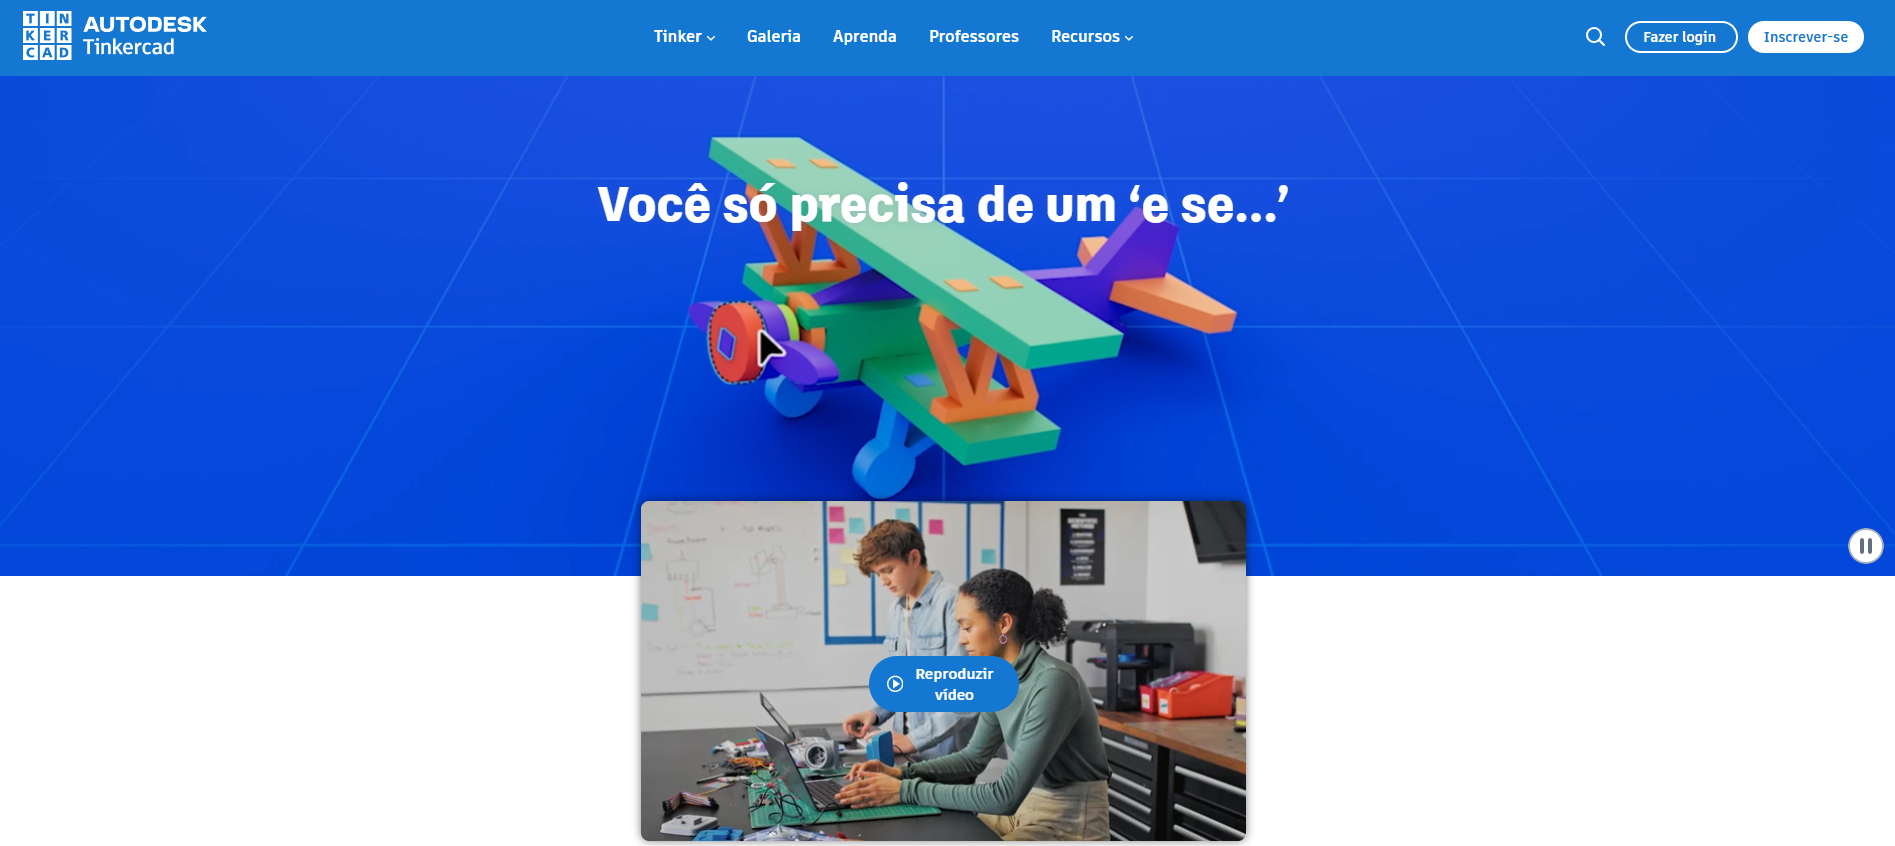 TIN
KER
CAD
AUTODESK
Tinkercad
Tinker
Galeria
Aprenda
Professores
Recursos
Fazer login
Inscrever-se
Você só precisa de um ‘e se...’
Reproduzir
vídeo